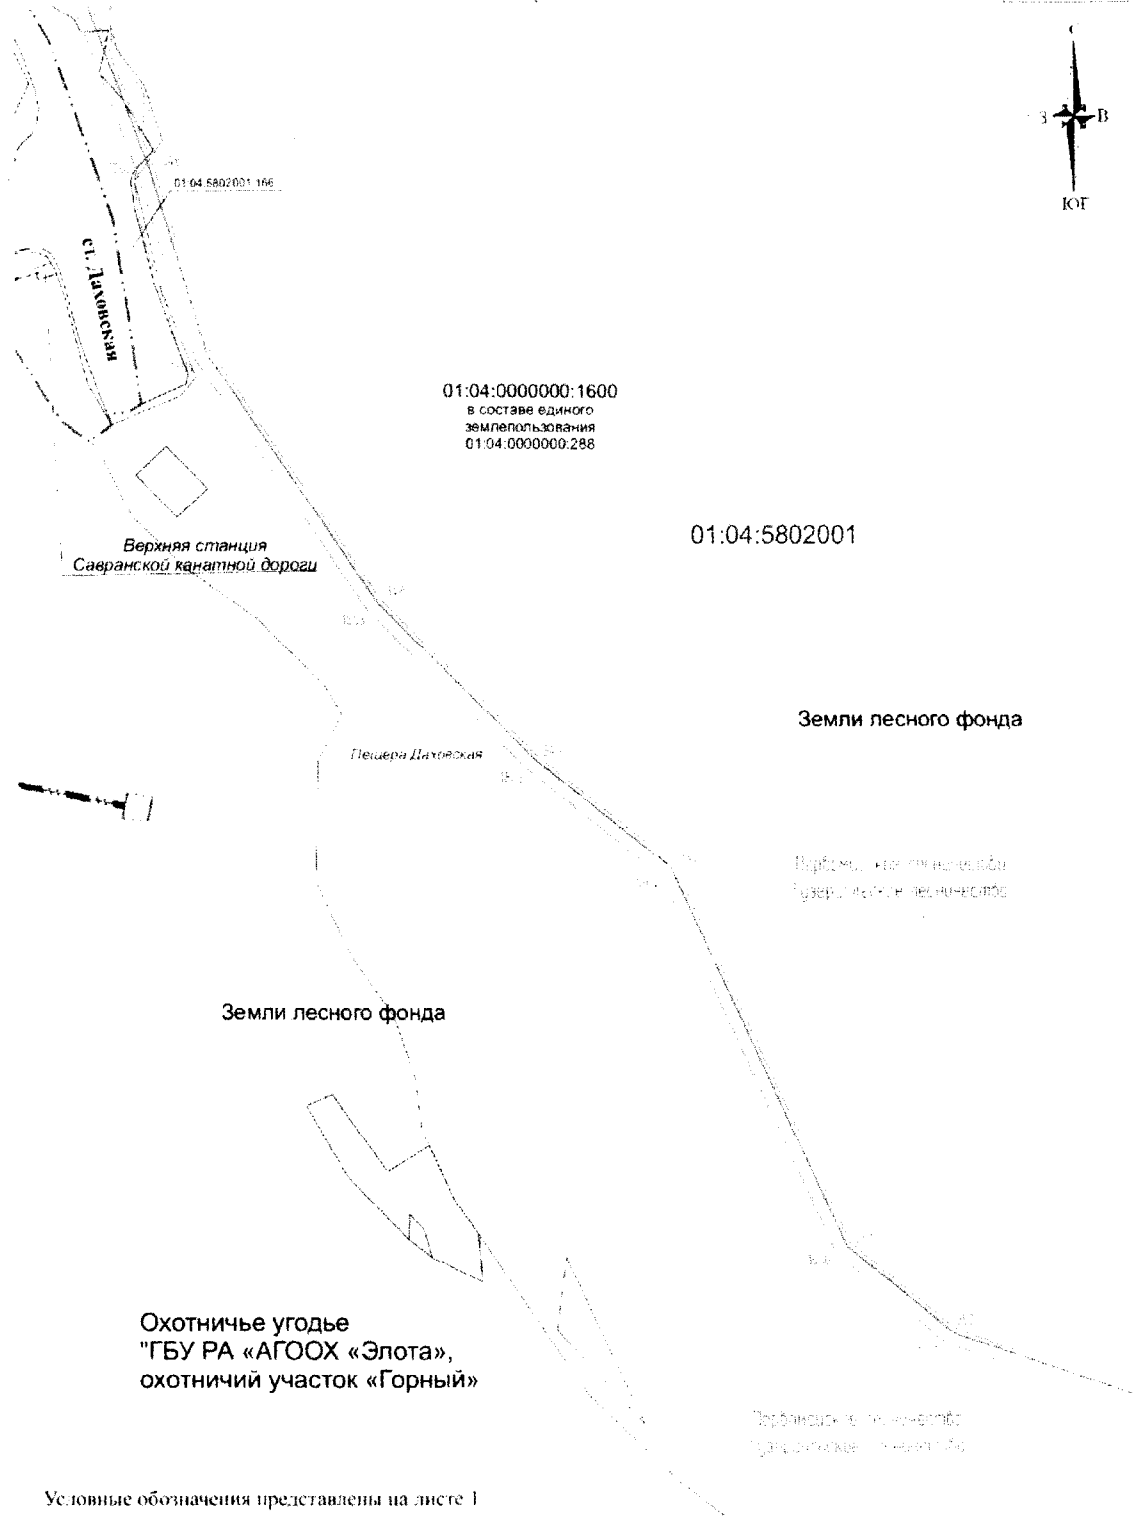 С
З
В
ЮГ
01:04:5802001:166
ст. Даховская
01:04:0000000:1600
в составе единого
землепользования
01:04:0000000:288
01:04:5802001
Верхняя станция
Савранской канатной дороги
Земли лесного фонда
Пещера Даховская
лесничество
лесничество
Земли лесного фонда
Охотничье угодье
"ГБУ РА «АГООХ «Элота»,
охотничий участок «Горный»
Условные обозначения представлены на листе 1